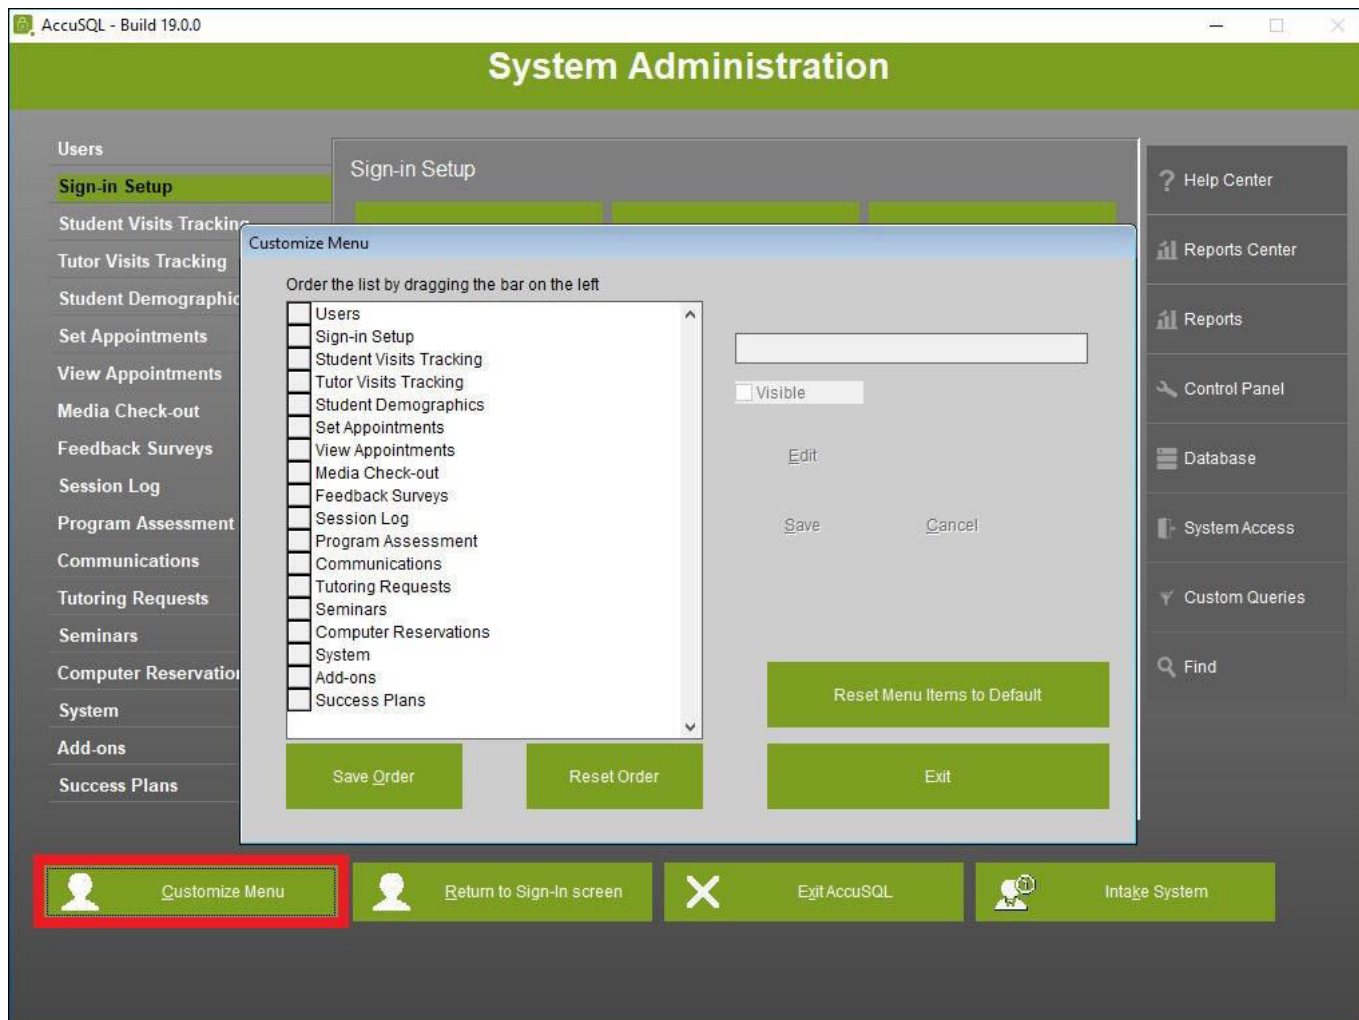 AccuSQL - Build 19.0.0
System Administration
Users
Sign-in Setup
Student Visits Tracking
Tutor Visits Tracking
Student Demographic
Set Appointments
View Appointments
Media Check-out
Feedback Surveys
Session Log
Program Assessment
Communications
Tutoring Requests
Seminars
Computer Reservation
System
Add-ons
Success Plans
Sign-in Setup
Customize Menu
Order the list by dragging the bar on the left
Users
Sign-in Setup
Student Visits Tracking
Tutor Visits Tracking
Student Demographics
Set Appointments
View Appointments
Media Check-out
Feedback Surveys
Session Log
Program Assessment
Communications
Tutoring Requests
Seminars
Computer Reservations
System
Add-ons
Success Plans
Visible
Edit
Save Cancel
Reset Menu Items to Default
Save Order Reset Order Exit
Help Center
Reports Center
Reports
Control Panel
Database
System Access
Custom Queries
Find
Customize Menu Return to Sign-In screen Exit AccuSQL Intake System